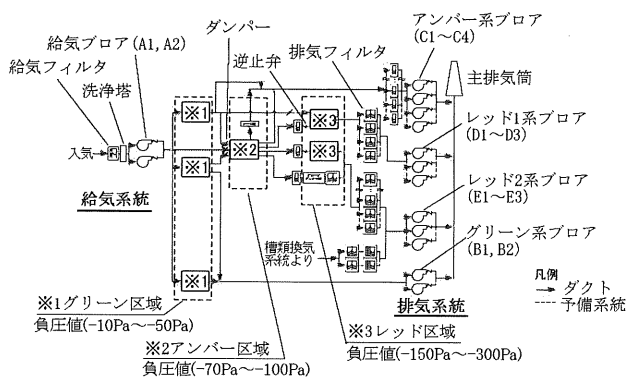 アンバー系ブロア
(C1～C4)
ダンパー
給気ブロア(A1,A2)
逆止弁
排気フィルタ
主排気筒
給気フィルタ
洗浄塔
※1
※3
レッド1系ブロア
(D1～D3)
入気
※2
※3
※1
給気系統
レッド2系ブロア
(E1～E3)
グリーン系ブロア
(B1,B2)
槽類換気
系統より
※1
凡例
ダクト
予備系統
排気系統
※1グリーン区域
負圧値(-10Pa～-50Pa)
※3レッド区域
負圧値(-150Pa～-300Pa)
※2アンバー区域
負圧値(-70Pa～-100Pa)